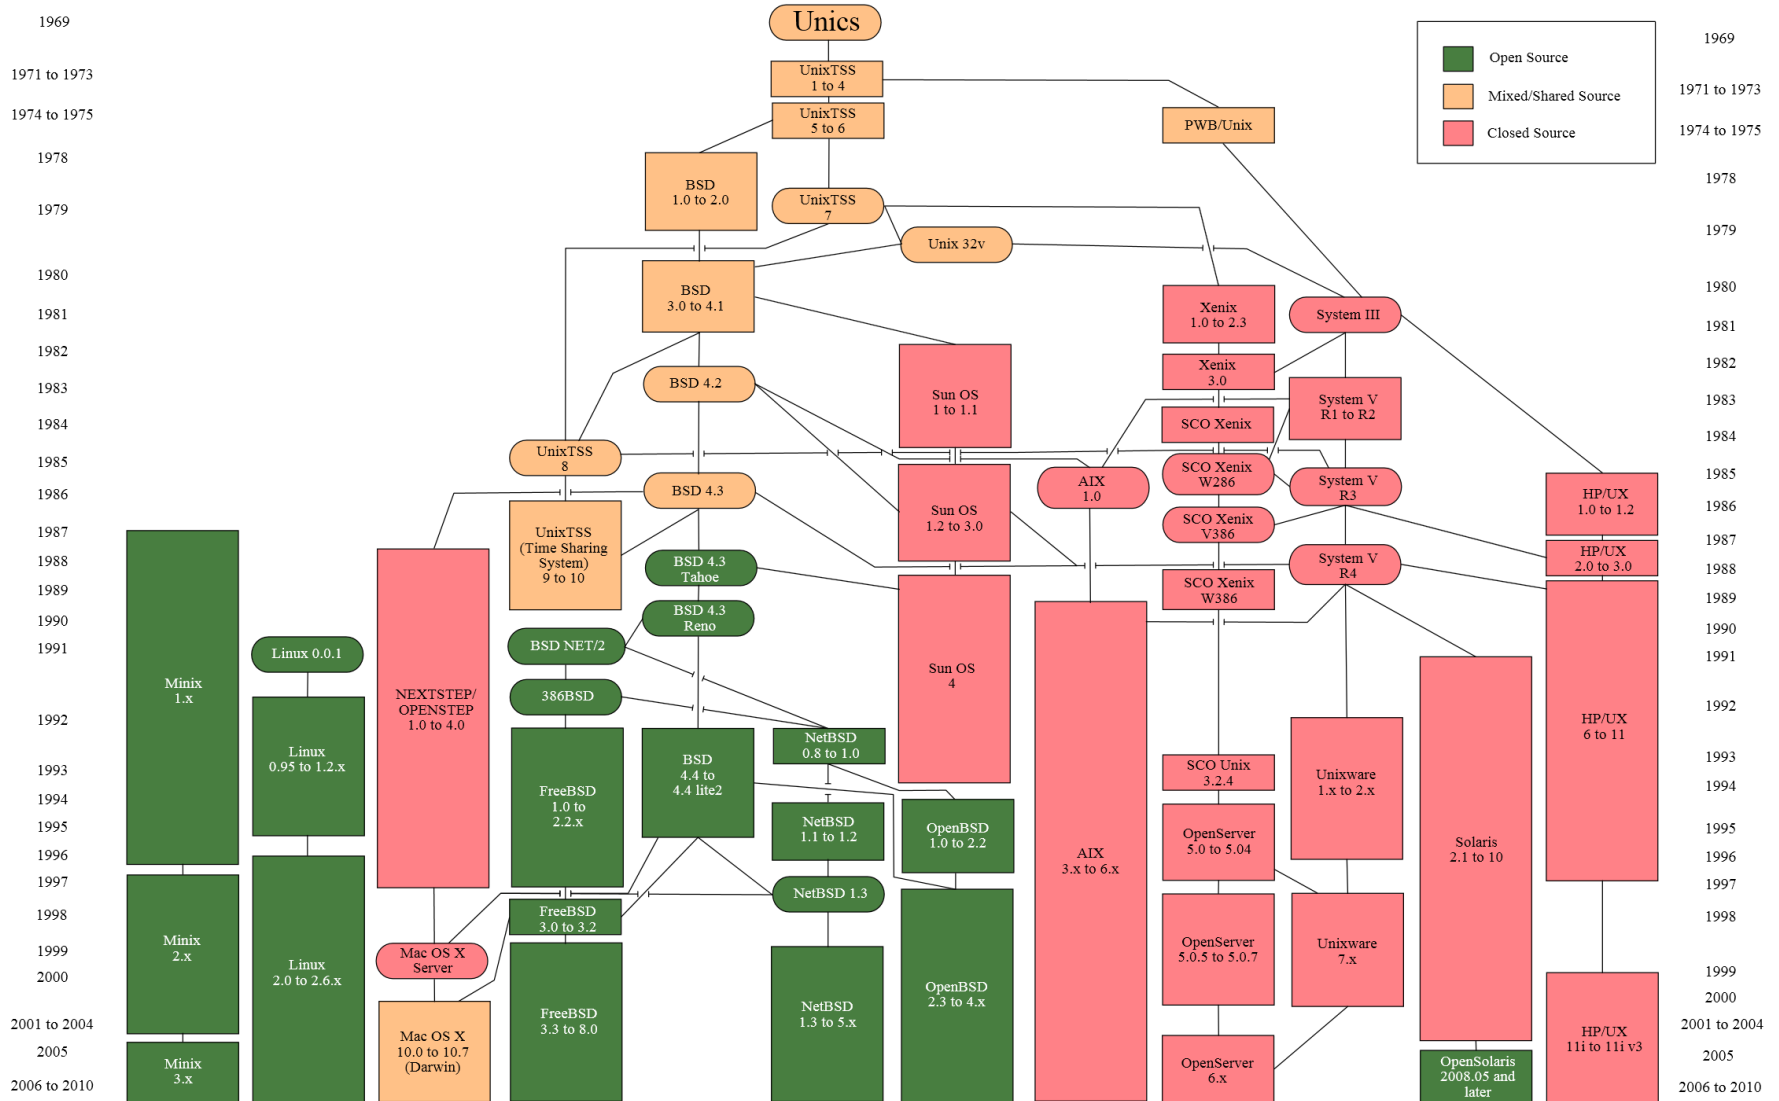 1969
1971 to 1973
1974 to 1975
1978
1979
1980
1981
1982
1983
1984
1985
1986
1987
1988
1989
1990
1991
1992
1993
1994
1995
1996
1997
1998
1999
2000
2001 to 2004
2005
2006 to 2010
Minix
1.x
Minix
2.x
Minix
3.x
Linux 0.0.1
Linux
0.95 to 1.2.x
Linux
2.0 to 2.6.x
NEXTSTEP/
OPENSTEP
1.0 to 4.0
Mac OS X
Server
Mac OS X
10.0 to 10.7
(Darwin)
Unics
UnixTSS
1 to 4
UnixTSS
5 to 6
PWB/Unix
BSD
1.0 to 2.0
UnixTSS
7
Unix 32v
BSD
3.0 to 4.1
BSD 4.2
UnixTSS
8
BSD 4.3
UnixTSS
(Time Sharing
System)
9 to 10
BSD 4.3
Tahoe
BSD 4.3
Reno
BSD NET/2
386BSD
FreeBSD
1.0 to
2.2.x
FreeBSD
3.0 to 3.2
FreeBSD
3.3 to 8.0
BSD
4.4 to
4.4 lite2
NetBSD
0.8 to 1.0
NetBSD
1.1 to 1.2
NetBSD 1.3
NetBSD
1.3 to 5.x
OpenBSD
1.0 to 2.2
OpenBSD
2.3 to 4.x
Sun OS
1 to 1.1
Sun OS
1.2 to 3.0
Sun OS
4
AIX
1.0
AIX
3.x to 6.x
Xenix
1.0 to 2.3
Xenix
3.0
SCO Xenix
SCO Xenix
W286
SCO Xenix
V386
SCO Xenix
W386
SCO Unix
3.2.4
OpenServer
5.0 to 5.04
OpenServer
5.0.5 to 5.0.7
OpenServer
6.x
System III
System V
R1 to R2
System V
R3
System V
R4
Unixware
1.x to 2.x
Unixware
7.x
Solaris
2.1 to 10
OpenSolaris
2008.05 and
later
HP/UX
1.0 to 1.2
HP/UX
2.0 to 3.0
HP/UX
6 to 11
HP/UX
11i to 11i v3
Open Source
Mixed/Shared Source
Closed Source
1969
1971 to 1973
1974 to 1975
1978
1979
1980
1981
1982
1983
1984
1985
1986
1987
1988
1989
1990
1991
1992
1993
1994
1995
1996
1997
1998
1999
2000
2001 to 2004
2005
2006 to 2010